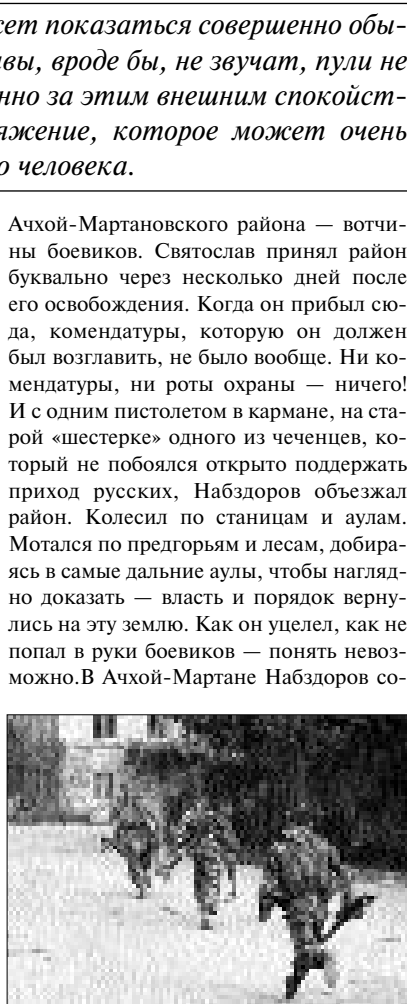 жет показаться совершенно обы-
вы, вроде бы, не звучат, пули не
нно за этим внешним спокойст-
яжение, которое может очень
о человека.
Ачхой-Мартановского района — вотчи-
ны боевиков. Святослав принял район
буквально через несколько дней после
его освобождения. Когда он прибыл сю-
да, комендатуры, которую он должен
был возглавить, не было вообще. Ни ко-
мендатуры, ни роты охраны — ничего!
И с одним пистолетом в кармане, на ста-
рой «шестерке» одного из чеченцев, ко-
торый не побоялся открыто поддержать
приход русских, Набздоров объезжал
район. Колесил по станицам и аулам.
Мотался по предгорьям и лесам, добира-
ясь в самые дальние аулы, чтобы нагляд-
но доказать — власть и порядок верну-
лись на эту землю. Как он уцелел, как не
попал в руки боевиков — понять невоз-
можно.В Ачхой-Мартане Набздоров со-